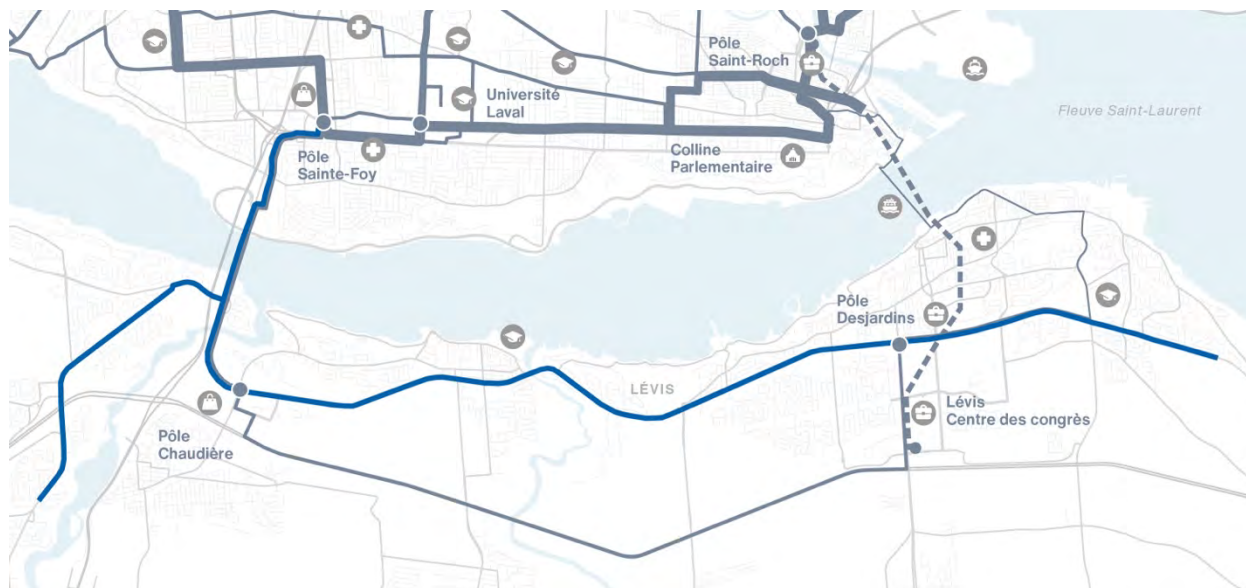 Pôle
Saint-Roch
Fleuve Saint-Laurent
Université
Laval
Colline
Parlementaire
Pôle
Sainte-Foy
Pôle
Desjardins
LÉVIS
Lévis
Centre des congrès
Pôle
Chaudière